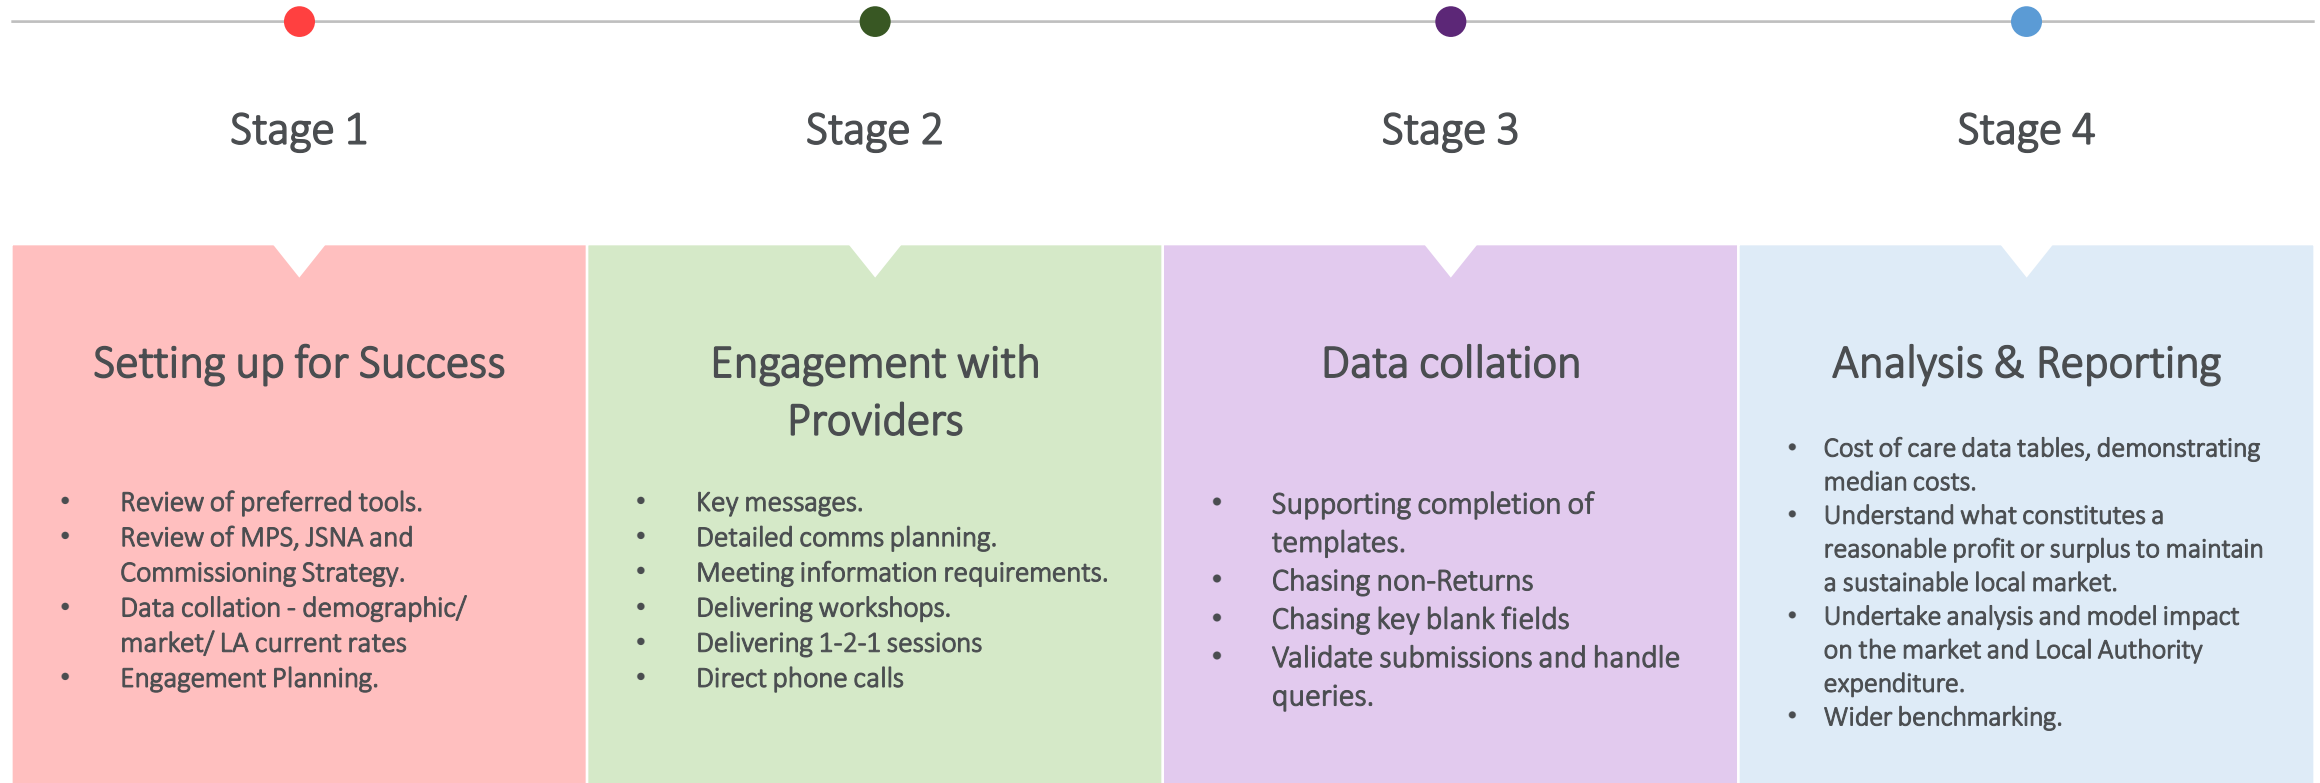 Stage 1
Stage 2
Stage 3
Stage 4
Setting up for Success
• Review of preferred tools.
• Review of MPS, JSNA and
Commissioning Strategy.
• Data collation - demographic/
market/ LA current rates
• Engagement Planning.
Engagement with
Providers
• Key messages.
• Detailed comms planning.
• Meeting information requirements.
• Delivering workshops.
• Delivering 1-2-1 sessions
• Direct phone calls
Data collation
• Supporting completion of
templates.
• Chasing non-Returns
• Chasing key blank fields
• Validate submissions and handle
queries.
Analysis & Reporting
• Cost of care data tables, demonstrating
median costs.
• Understand what constitutes a
reasonable profit or surplus to maintain
a sustainable local market.
• Undertake analysis and model impact
on the market and Local Authority
expenditure.
• Wider benchmarking.